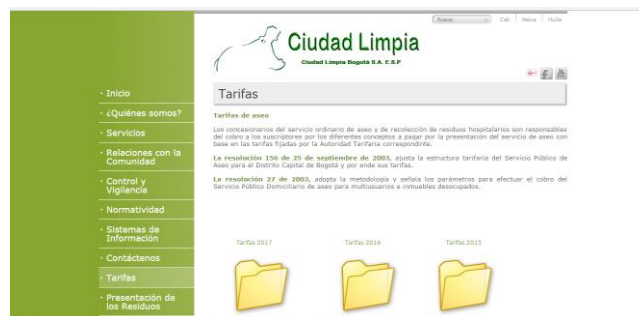 Buscar...
Cali
Neiva
Huila
Ciudad Limpia
Ciudad Limpia Bogotá S.A. E.S.P
· Inicio
· ¿Quiénes somos?
· Servicios
· Relaciones con la
Comunidad
· Control y
Vigilancia
· Normatividad
· Sistemas de
Información
· Contáctenos
· Tarifas
· Presentación de
los Residuos
Tarifas
Tarifas de aseo
Los concesionarios del servicio ordinario de aseo y de recolección de residuos hospitalarios son responsables
del cobro a los suscriptores por los diferentes conceptos a pagar por la presentación del servicio de aseo con
base en las tarifas fijadas por la Autoridad Tarifaria correspondinte.
La resolución 156 de 25 de septiembre de 2003, ajusta la estructura tarifaria del Servicio Público de
Aseo para el Distrito Capital de Bogotá y por ende sus tarifas.
La resolución 27 de 2003, adopta la metodología y señala los parámetros para efectuar el cobro del
Servicio Público Domiciliario de aseo para multiusuarios e inmuebles desocupados.
Tarifas 2017
Tarifas 2016
Tarifas 2015